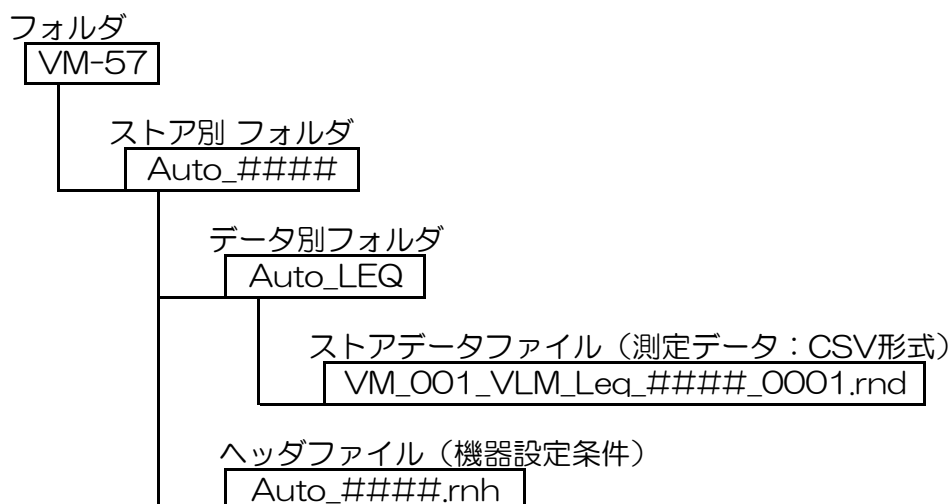 フォルダ
VM-57
ストア別 フォルダ
Auto_####
データ別フォルダ
Auto_LEQ
ストアデータファイル（測定データ：CSV形式）
VM_001_VLM_Leq_####_0001.rnd
ヘッダファイル（機器設定条件）
Auto_####.rnh